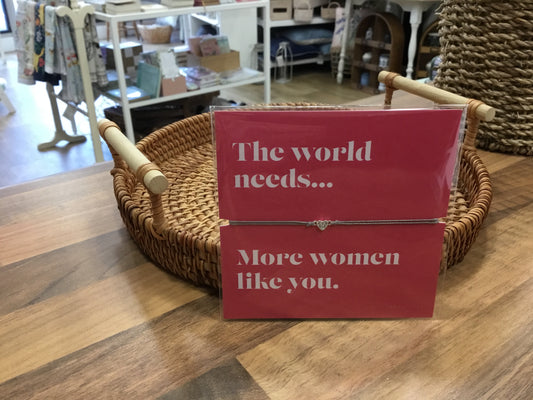 The world
needs...
More women
like you.